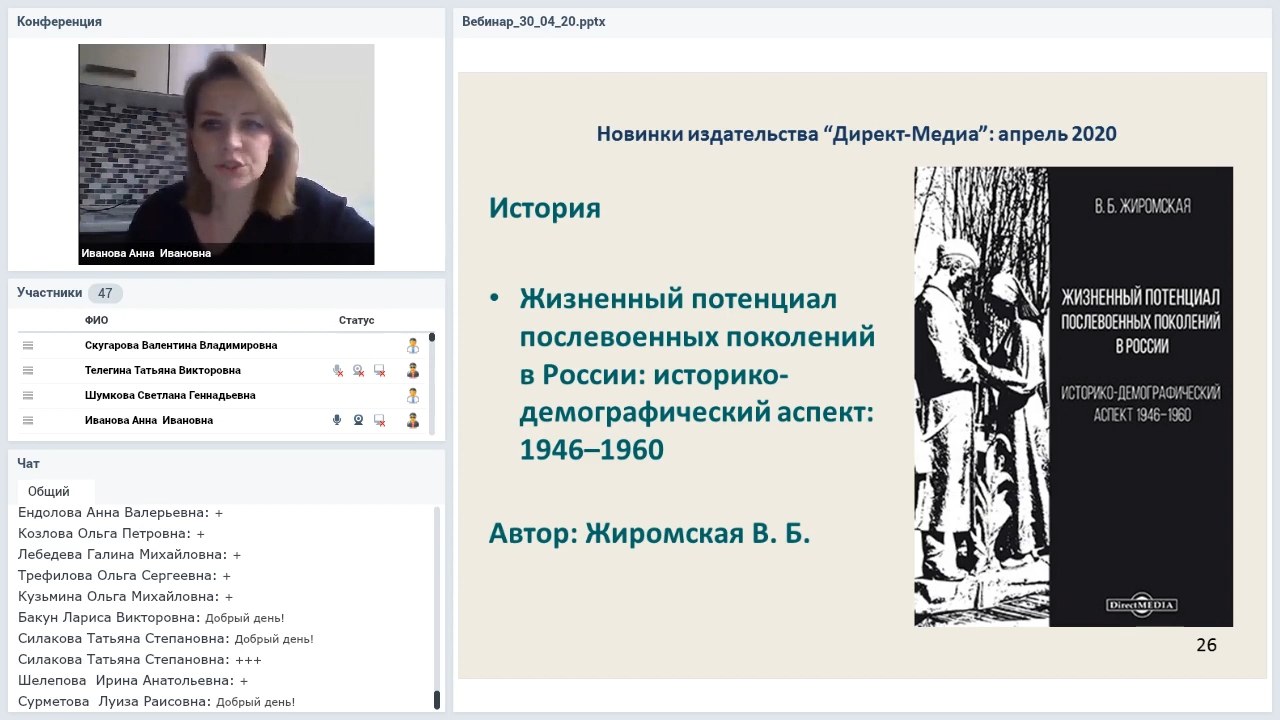 Конференция
Иванова Анна  Ивановна
Участники 47
ФИО Статус
Скугарова Валентина Владимировна
Телегина Татьяна Викторовна
Шумкова Светлана Геннадьевна
Иванова Анна  Ивановна
Чат
Общий
Ендолова Анна Валерьевна: +
Козлова Ольга Петровна: +
Лебедева Галина Михайловна: +
Трефилова Ольга Сергеевна: +
Кузьмина Ольга Михайловна: +
Бакун Лариса Викторовна: Добрый день!
Силакова Татьяна Степановна: Добрый день!
Силакова Татьяна Степановна: +++
Шелепова  Ирина Анатольевна: +
Сурметова  Луиза Раисовна: Добрый день!
Вебинар_30_04_20.pptx
Новинки издательства “Директ-Медиа”: апрель 2020
История
• Жизненный потенциал
послевоенных поколений
в России: историко-
демографический аспект:
1946–1960
Автор: Жиромская В. Б.
В. Б. ЖИРОМСКАЯ
ЖИЗНЕННЫЙ ПОТЕНЦИАЛ
ПОСЛЕВОЕННЫХ ПОКОЛЕНИЙ
В РОССИИ
ИСТОРИКО-ДЕМОГРАФИЧЕСКИЙ
АСПЕКТ 1946–1960
DirectMEDIA
26